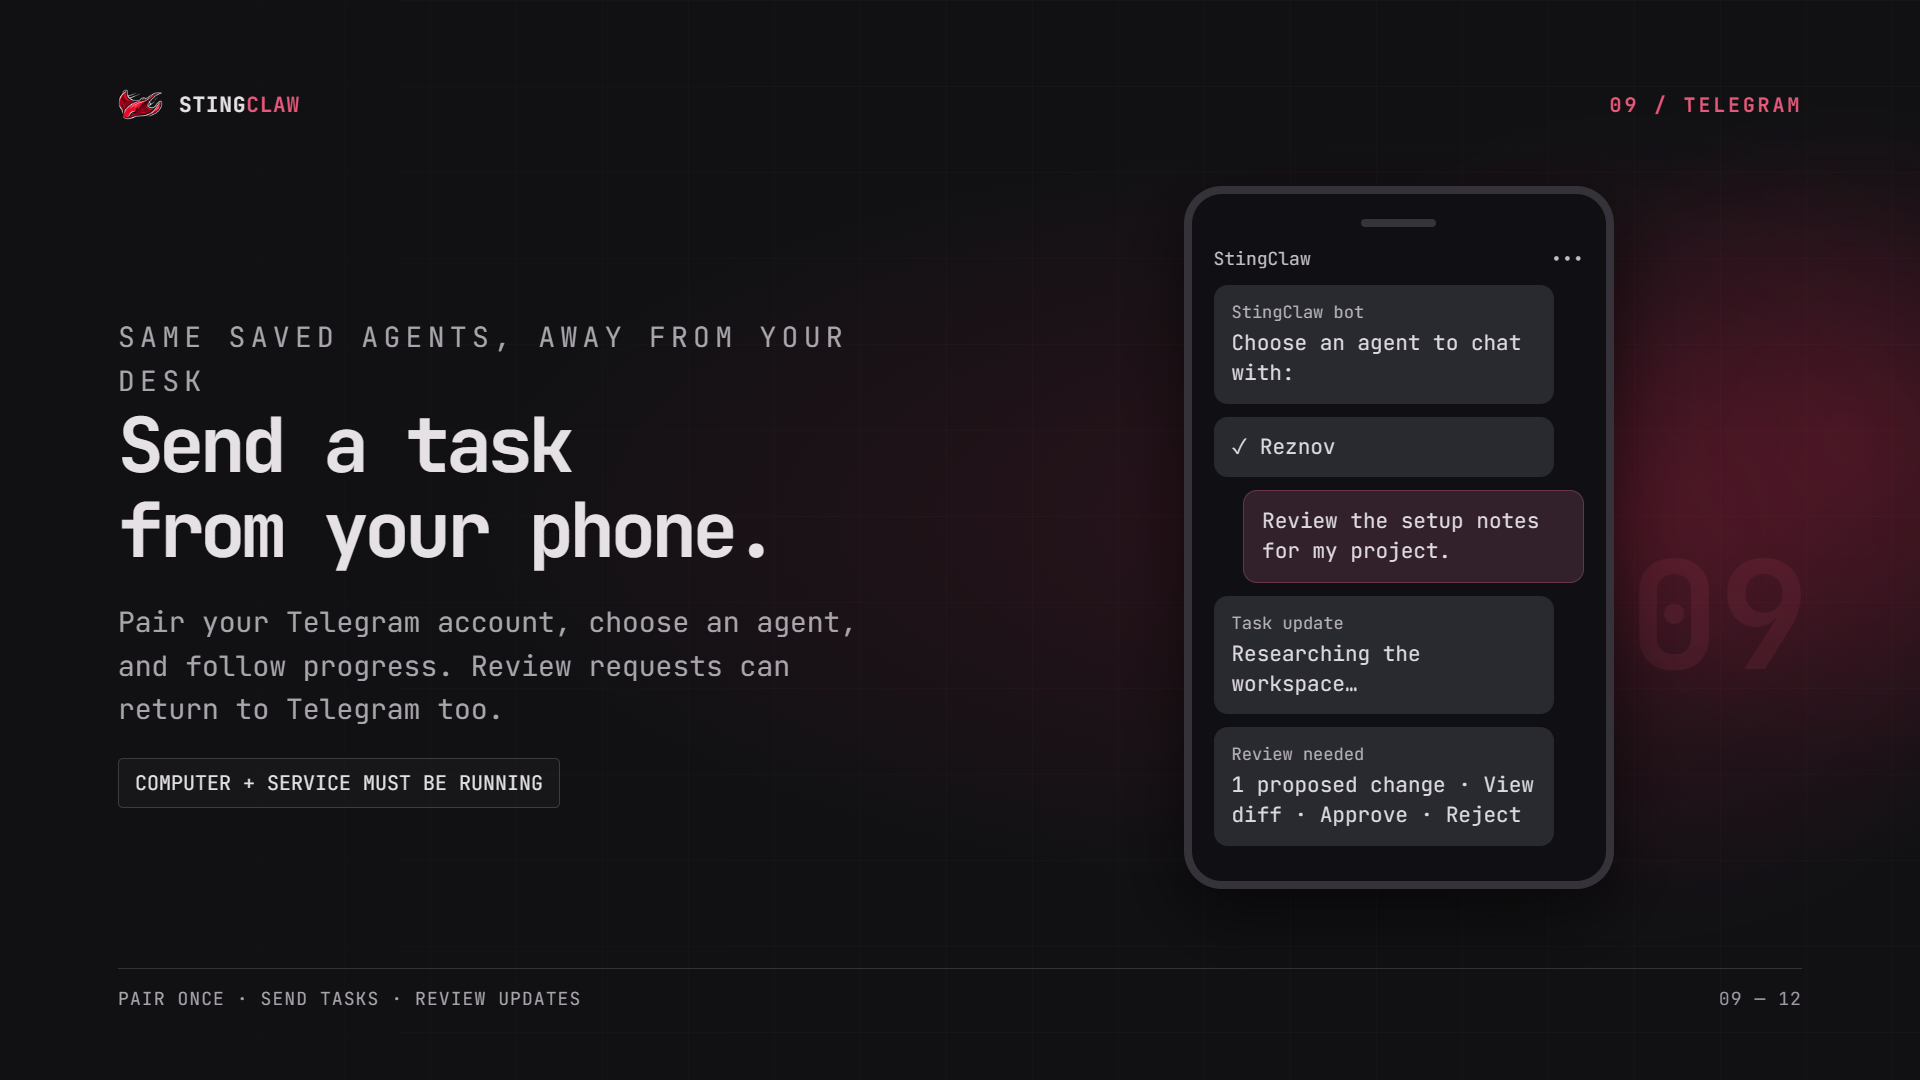 STINGCLAW
09 / TELEGRAM
SAME SAVED AGENTS, AWAY FROM YOUR
DESK
Send a task
from your phone.
Pair your Telegram account, choose an agent,
and follow progress. Review requests can
return to Telegram too.
COMPUTER + SERVICE MUST BE RUNNING
StingClaw
•••
StingClaw bot
Choose an agent to chat
with:
✓ Reznov
Review the setup notes
for my project.
Task update
Researching the
workspace…
Review needed
1 proposed change · View
diff · Approve · Reject
09
PAIR ONCE · SEND TASKS · REVIEW UPDATES
09 — 12